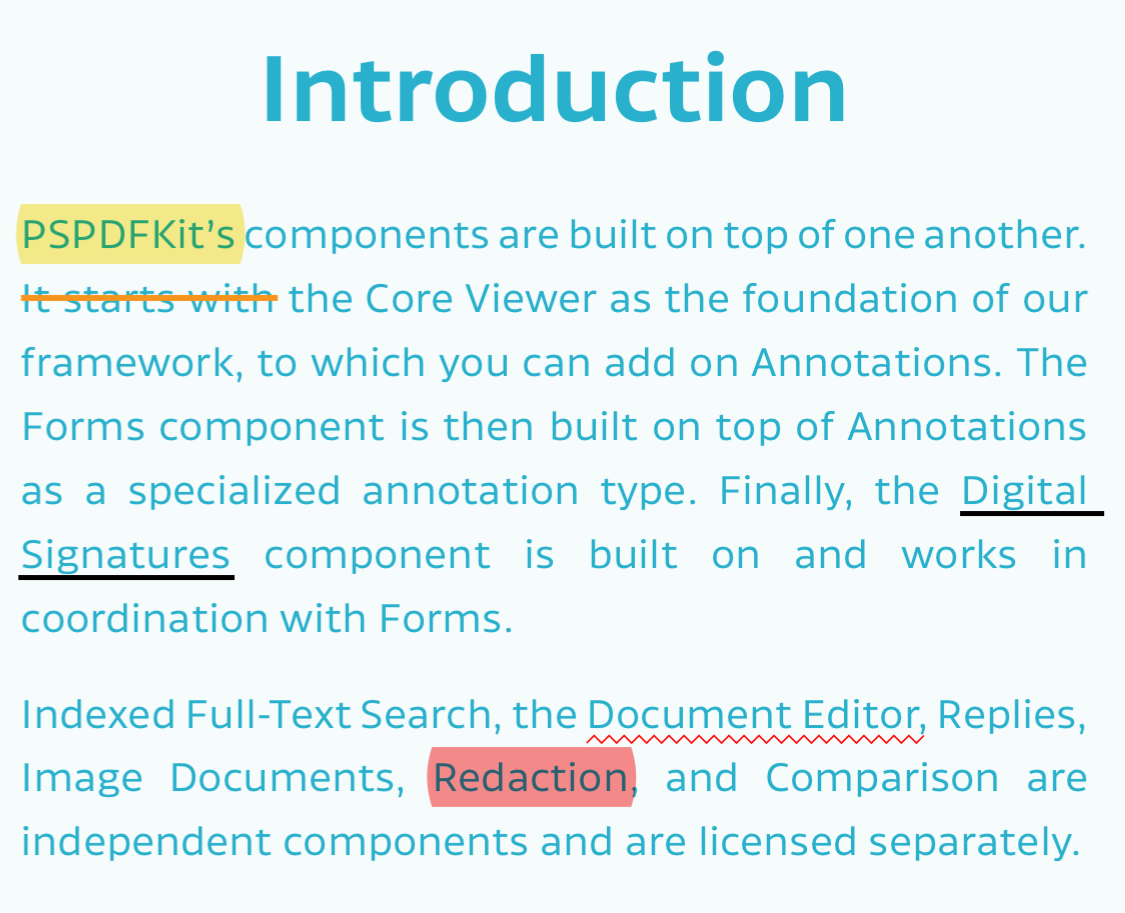 Introduction
PSPDFKit’s components are built on top of one another.
It starts with the Core Viewer as the foundation of our
framework, to which you can add on Annotations. The
Forms component is then built on top of Annotations
as a specialized annotation type. Finally, the Digital
Signatures component is built on and works in
coordination with Forms.
Indexed Full-Text Search, the Document Editor, Replies,
Image Documents, Redaction, and Comparison are
independent components and are licensed separately.